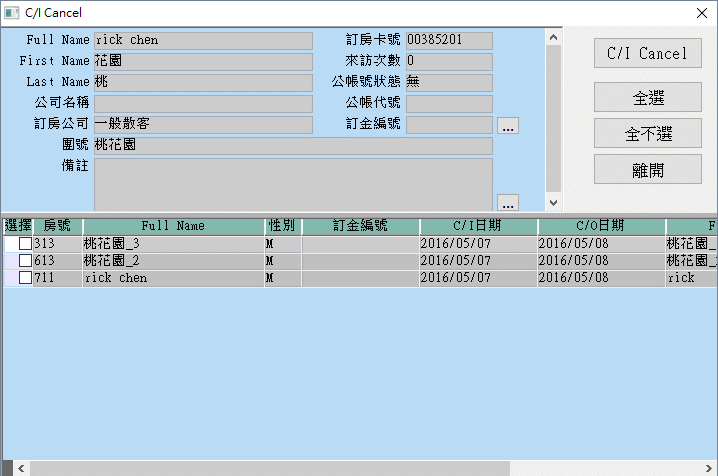 C/I Cancel
Full Name rick chen 訂房卡號 00385201
First Name 花園 來訪次數 0
Last Name 桃 公帳號狀態 無
公司名稱 公帳代號
訂房公司 一般散客 訂金編號 ...
團號 桃花園
備註 ...
C/I Cancel
全選
全不選
離開
選擇 房號 Full Name 性別 訂金編號 C/I日期 C/O日期 F
313 桃花園_3 M 2016/05/07 2016/05/08 桃花園_
613 桃花園_2 M 2016/05/07 2016/05/08 桃花園_
711 rick chen M 2016/05/07 2016/05/08 rick